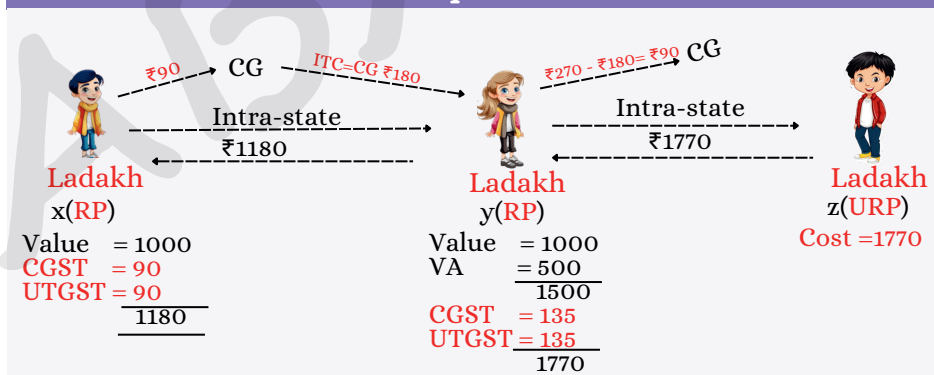 ₹90
CG
ITC=CG ₹180
₹270 - ₹180= ₹90
CG
Intra-state
₹1180
Intra-state
₹1770
Ladakh
x(RP)
Value = 1000
CGST = 90
UTGST = 90
1180
Ladakh
y(RP)
Value = 1000
VA = 500
1500
CGST = 135
UTGST = 135
1770
Ladakh
z(URP)
Cost =1770